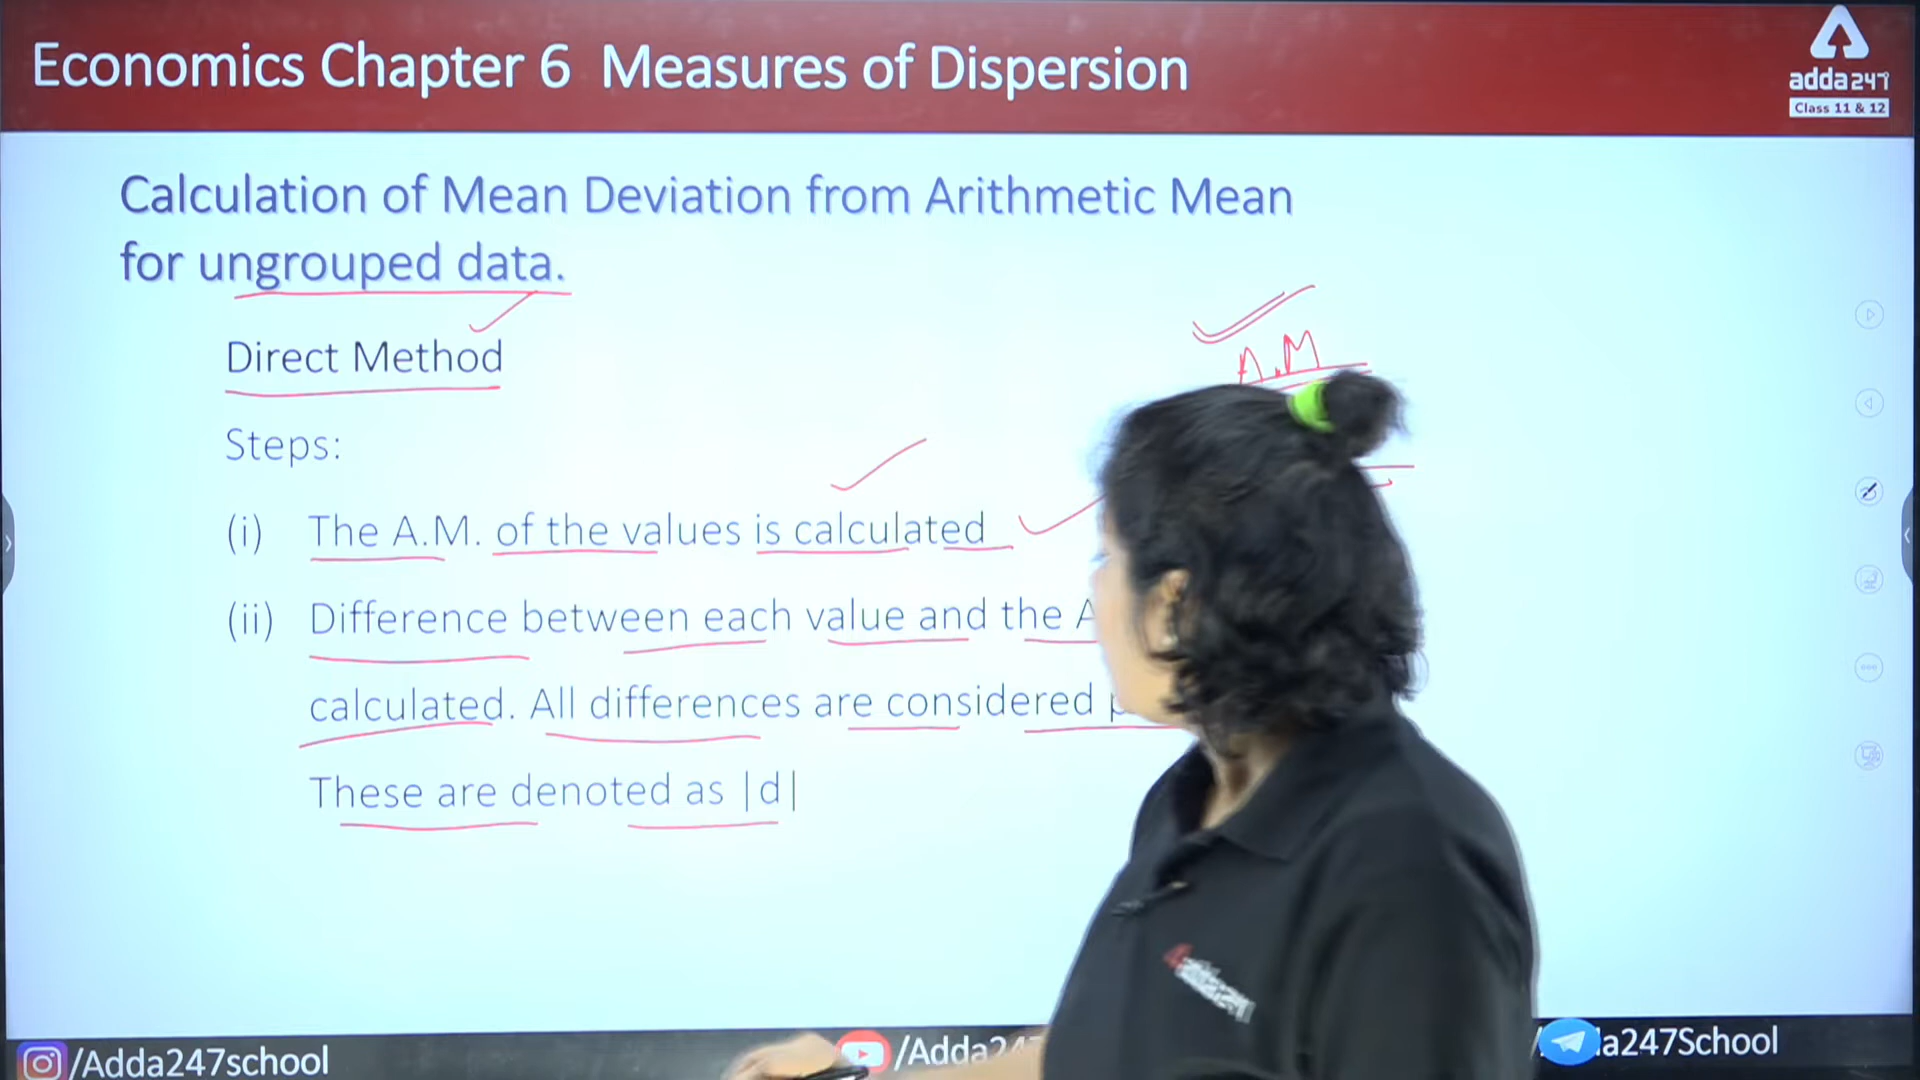 Economics Chapter 6 Measures of Dispersion
adda247
Class 11 & 12
Calculation of Mean Deviation from Arithmetic Mean
for ungrouped data.
Direct Method
A.M
Steps:
(i) The A.M. of the values is calculated
(ii) Difference between each value and the
calculated. All differences are considered
These are denoted as |d|
/Adda247school
/Adda247
a247School
adda247